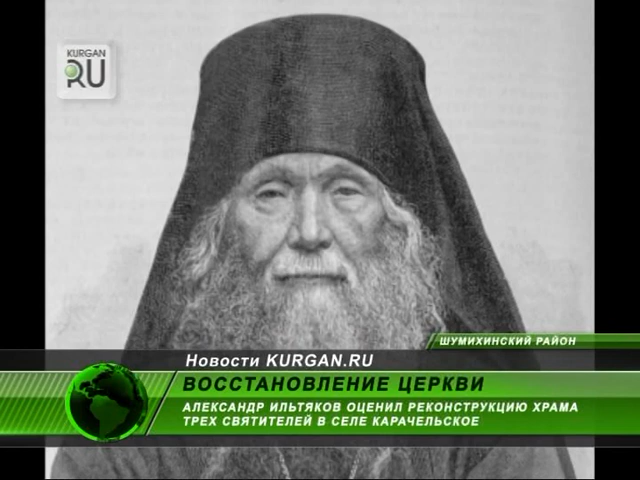 KURGAN
RU
ШУМИХИНСКИЙ РАЙОН
Новости KURGAN.RU
ВОССТАНОВЛЕНИЕ ЦЕРКВИ
АЛЕКСАНДР ИЛЬТЯКОВ ОЦЕНИЛ РЕКОНСТРУКЦИЮ ХРАМА
ТРЕХ СВЯТИТЕЛЕЙ В СЕЛЕ КАРАЧЕЛЬСКОЕ